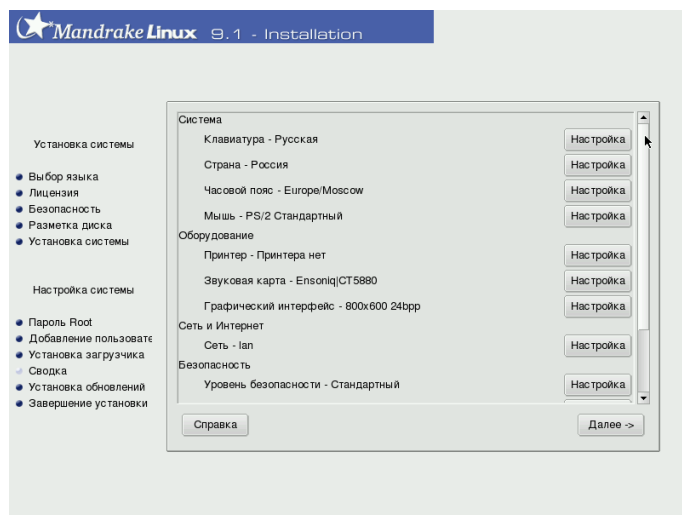 Mandrake Linux 9.1 - Installation
Установка системы
Выбор языка
Лицензия
Безопасность
Разметка диска
Установка системы
Настройка системы
Пароль Root
Добавление пользовате
Установка загрузчика
Сводка
Установка обновлений
Завершение установки
Система
Клавиатура - Русская Настройка
Страна - Россия Настройка
Часовой пояс - Europe/Moscow Настройка
Мышь - PS/2 Стандартный Настройка
Оборудование
Принтер - Принтера нет Настройка
Звуковая карта - Ensoniq|CT5880 Настройка
Графический интерфейс - 800x600 24bpp Настройка
Сеть и Интернет
Сеть - lan Настройка
Безопасность
Уровень безопасности - Стандартный Настройка
Справка Далее ->